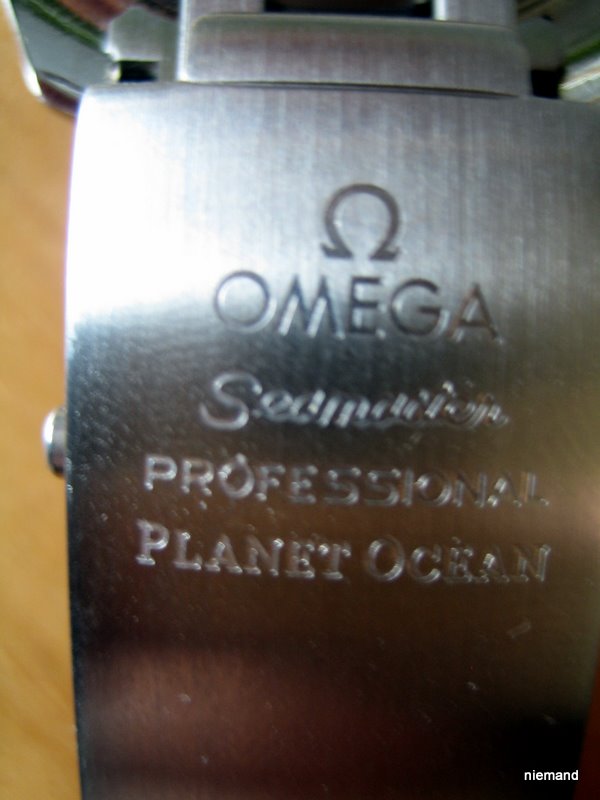 Ω
OMEGA
Seamaster
PROFESSIONAL
PLANET OCEAN
niemand